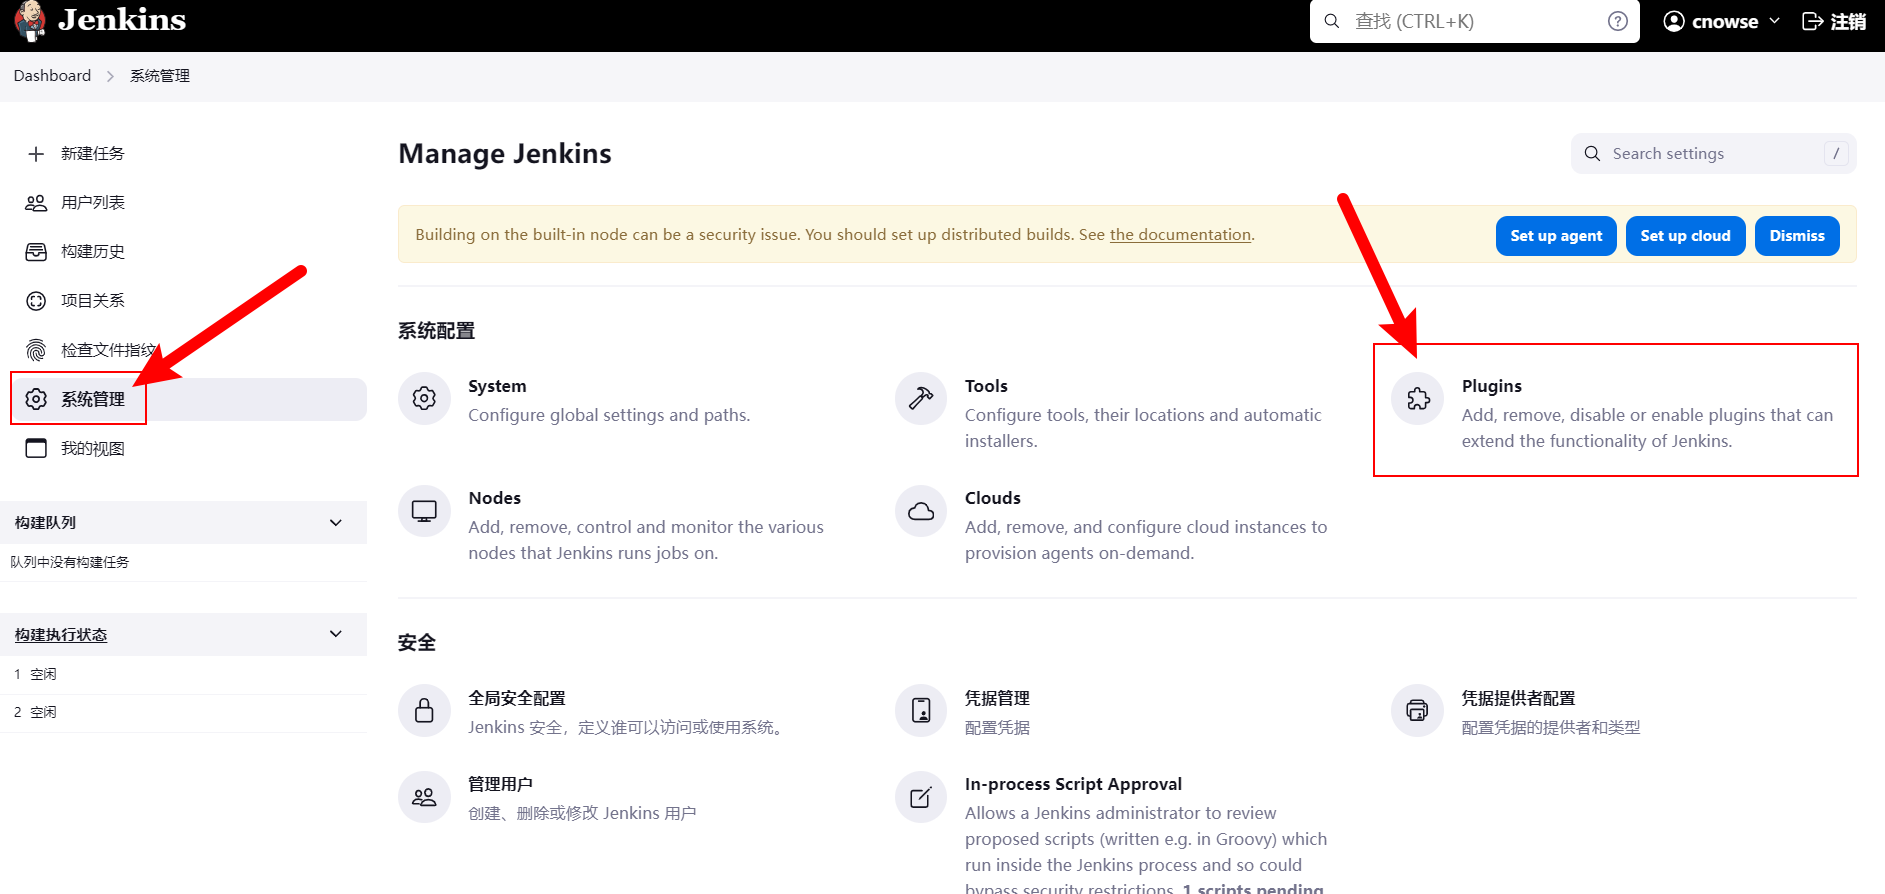 Jenkins
查找 (CTRL+K)
cnowse
注销
Dashboard
系统管理
新建任务
用户列表
构建历史
项目关系
检查文件指纹
系统管理
我的视图
构建队列
队列中没有构建任务
构建执行状态
1 空闲
2 空闲
Manage Jenkins
Search settings
/
Building on the built-in node can be a security issue. You should set up distributed builds. See the documentation.
Set up agent
Set up cloud
Dismiss
系统配置
System
Configure global settings and paths.
Tools
Configure tools, their locations and automatic
installers.
Plugins
Add, remove, disable or enable plugins that can
extend the functionality of Jenkins.
Nodes
Add, remove, control and monitor the various
nodes that Jenkins runs jobs on.
Clouds
Add, remove, and configure cloud instances to
provision agents on-demand.
安全
全局安全配置
Jenkins 安全，定义谁可以访问或使用系统。
凭据管理
配置凭据
凭据提供者配置
配置凭据的提供者和类型
管理用户
创建、删除或修改 Jenkins 用户
In-process Script Approval
Allows a Jenkins administrator to review
proposed scripts (written e.g. in Groovy) which
run inside the Jenkins process and so could
bypass security restrictions. 1 scripts pending